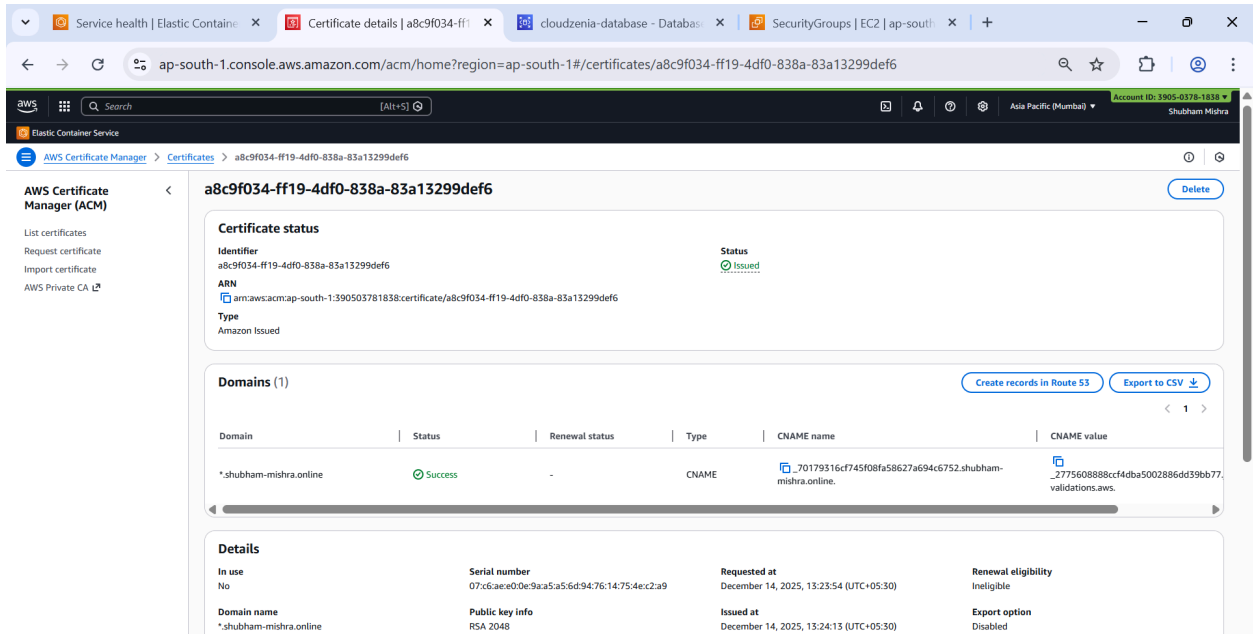 Service health | Elastic Containe
Certificate details | a8c9f034-ff1
cloudzenia-database - Databas
SecurityGroups | EC2 | ap-south
ap-south-1.console.aws.amazon.com/acm/home?region=ap-south-1#/certificates/a8c9f034-ff19-4df0-838a-83a13299def6
aws
Search
[Alt+S]
Asia Pacific (Mumbai)
Account ID: 3905-0378-1838
Shubham Mishra
Elastic Container Service
AWS Certificate Manager > Certificates > a8c9f034-ff19-4df0-838a-83a13299def6
AWS Certificate Manager (ACM)
List certificates
Request certificate
Import certificate
AWS Private CA
a8c9f034-ff19-4df0-838a-83a13299def6
Delete
Certificate status
Identifier
a8c9f034-ff19-4df0-838a-83a13299def6
Status
Issued
ARN
arn:aws:acm:ap-south-1:390503781838:certificate/a8c9f034-ff19-4df0-838a-83a13299def6
Type
Amazon Issued
Domains (1)
Create records in Route 53
Export to CSV
< 1 >
Domain Status Renewal status Type CNAME name CNAME value
*.shubham-mishra.online Success - CNAME _70179316cf745f08fa58627a694c6752.shubham-mishra.online. _2775608888ccf4dba5002886dd39bb77.validations.aws.
Details
In use
No
Serial number
07:c6:ae:e0:0e:9a:a5:a5:6d:94:76:14:75:4e:c2:a9
Requested at
December 14, 2025, 13:23:54 (UTC+05:30)
Renewal eligibility
Ineligible
Domain name
*.shubham-mishra.online
Public key info
RSA 2048
Issued at
December 14, 2025, 13:24:13 (UTC+05:30)
Export option
Disabled